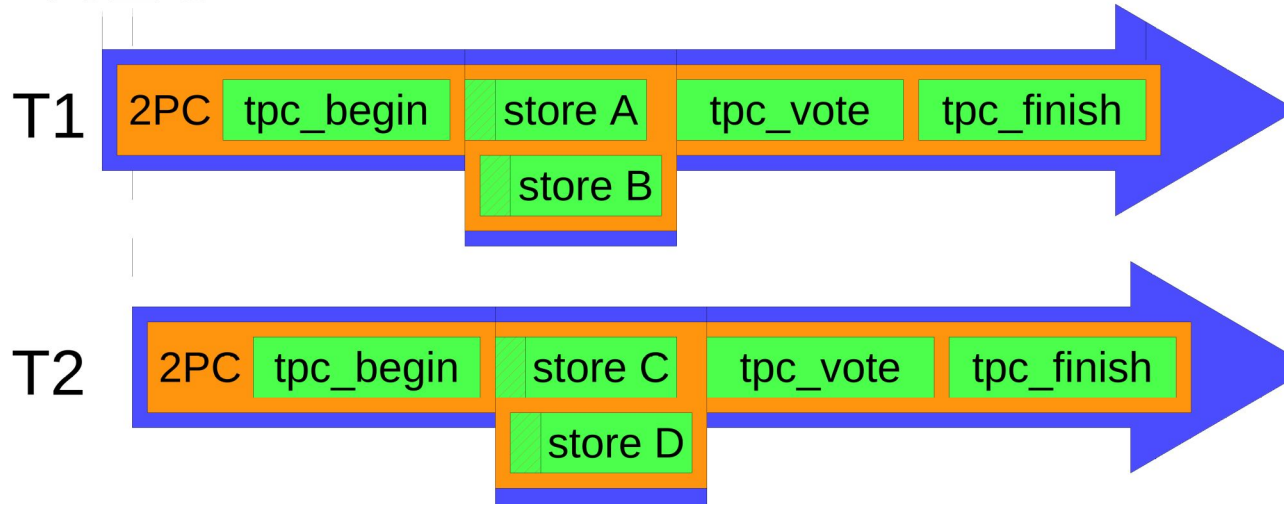 T1 2PC tpc_begin store A tpc_vote tpc_finish
store B
T2 2PC tpc_begin store C tpc_vote tpc_finish
store D